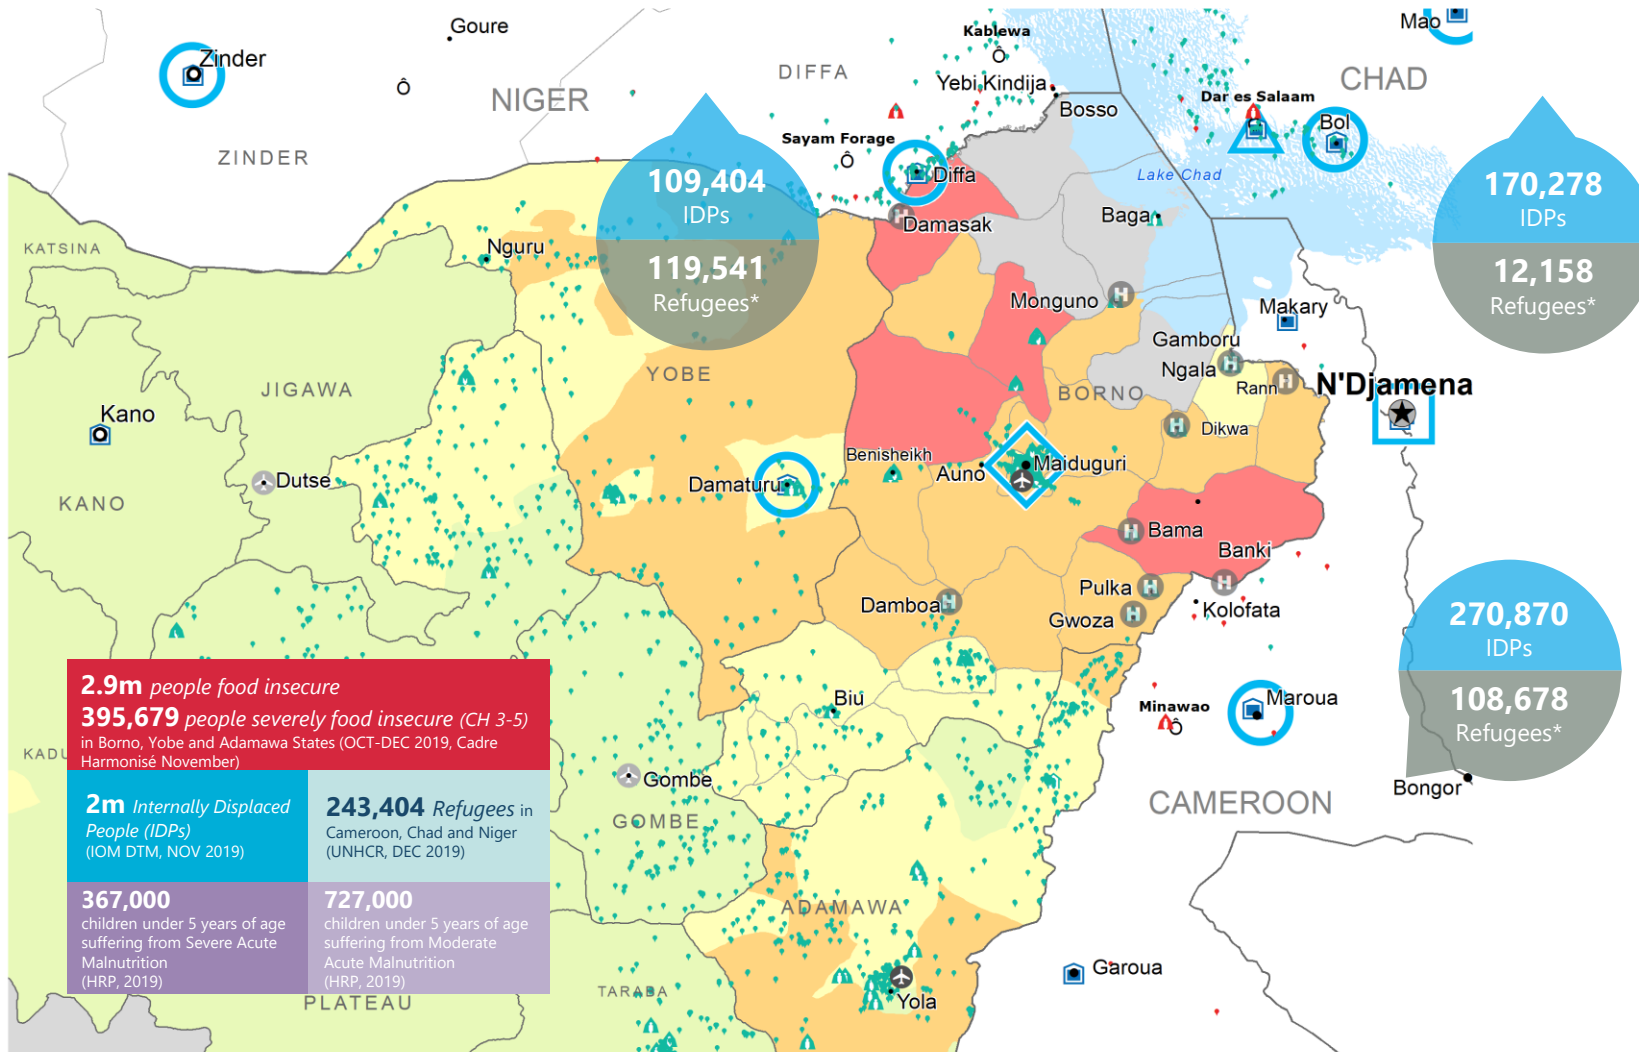 Goure
Mao
Kablewa
Zinder
DIFFA
CHAD
Yebi Kindija
NIGER
Dar es Salaam
Bosso
Bol
Sayam Forage
ZINDER
Lake Chad
Diffa
109,404
IDPs
170,278
IDPs
Baga
Damasak
KATSINA
Nguru
119,541
Refugees*
12,158
Refugees*
Monguno
Makary
Gamboru
Ngala
YOBE
JIGAWA
BORNO
Rann
N'Djamena
Kano
Dikwa
Benisheikh
Maiduguri
Auno
Dutse
Damaturu
KANO
Bama
Banki
Pulka
Damboa
Kolofata
Gwoza
270,870
IDPs
108,678
Refugees*
2.9m people food insecure
395,679 people severely food insecure (CH 3-5)
in Borno, Yobe and Adamawa States (OCT-DEC 2019, Cadre
Harmonisé November)
Biu
Maroua
Minawao
KADU
Gombe
Bongor
CAMEROON
2m Internally Displaced
People (IDPs)
(IOM DTM, NOV 2019)
243,404 Refugees in
Cameroon, Chad and Niger
(UNHCR, DEC 2019)
GOMBE
367,000
children under 5 years of age
suffering from Severe Acute
Malnutrition
(HRP, 2019)
727,000
children under 5 years of age
suffering from Moderate
Acute Malnutrition
(HRP, 2019)
ADAMAWA
Garoua
TARABA
Yola
PLATEAU